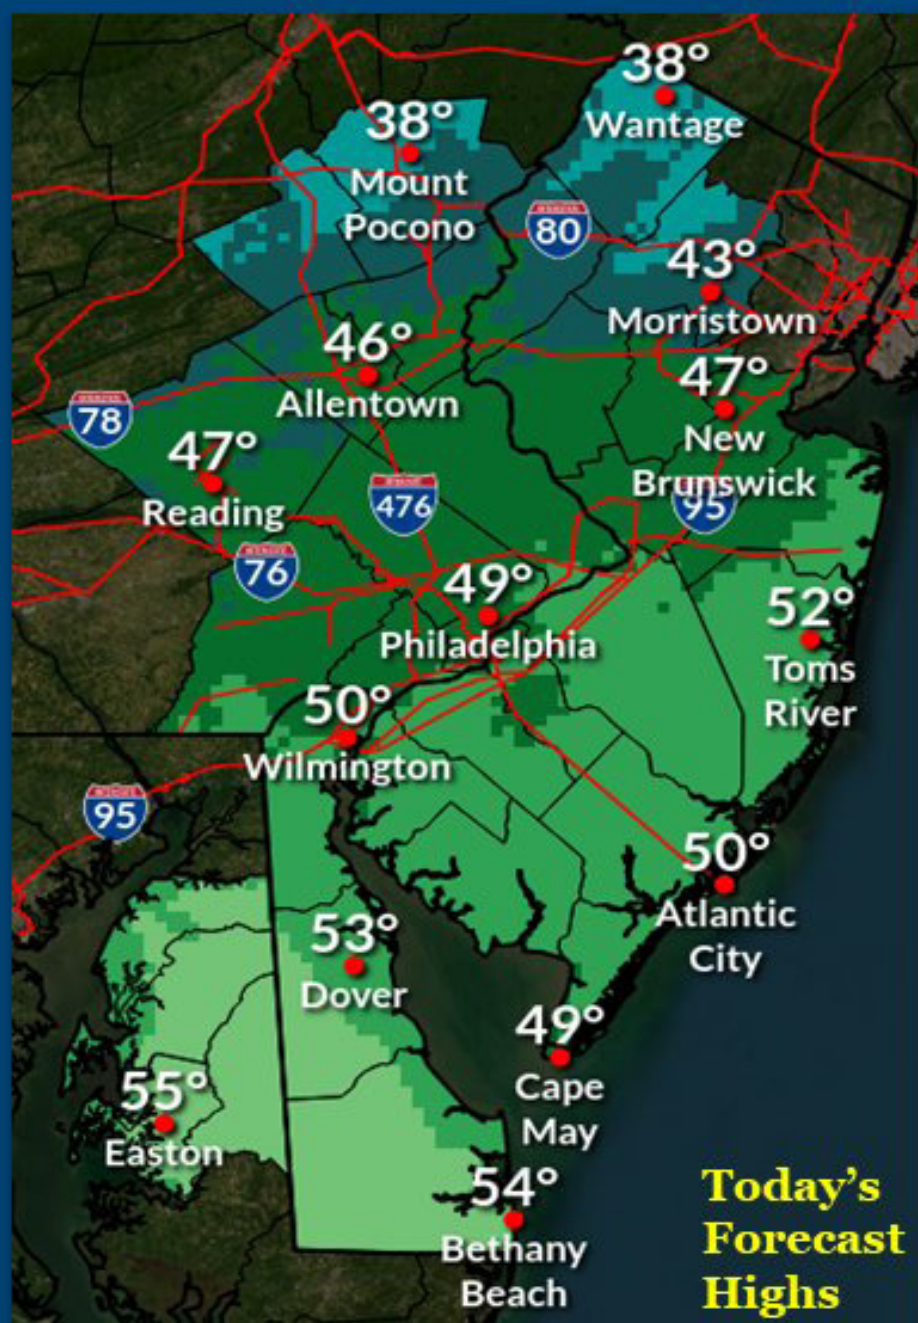 38°
Wantage
38°
Mount
Pocono
80
43°
Morristown
46°
Allentown
47°
New
Brunswick
78
47°
Reading
476
95
76
49°
Philadelphia
52°
Toms
River
50°
Wilmington
95
50°
Atlantic
City
53°
Dover
49°
Cape
May
55°
Easton
54°
Bethany
Beach
Today's
Forecast
Highs